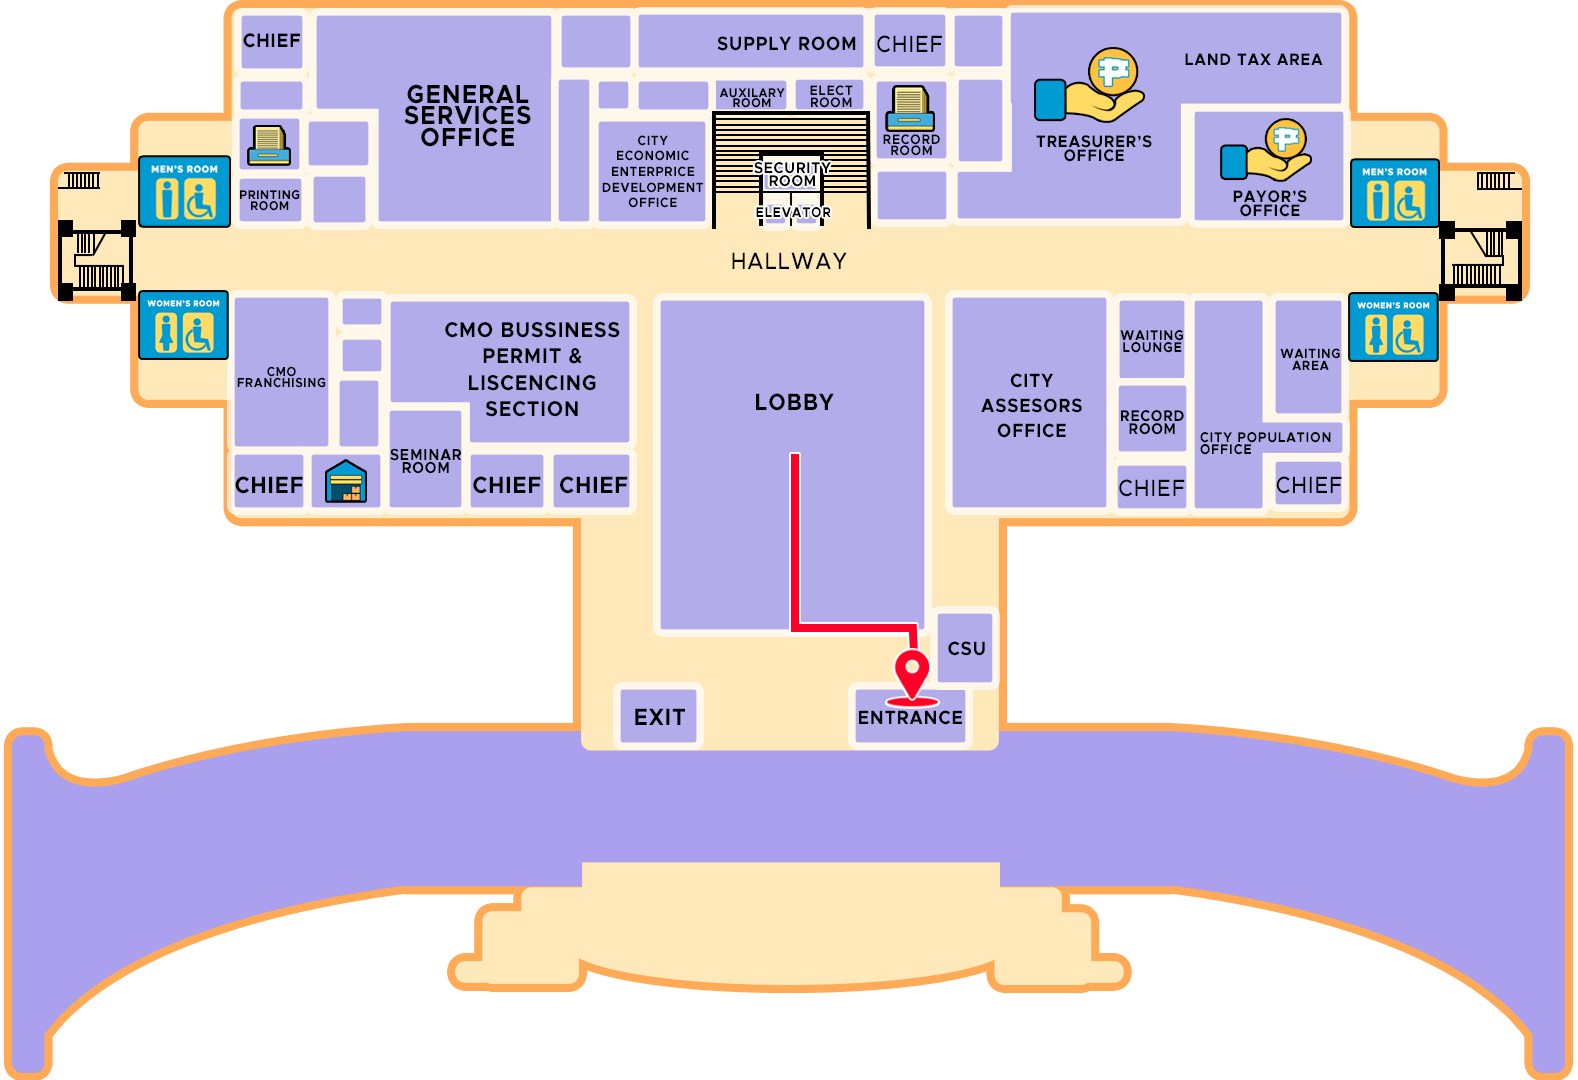 CHIEF
GENERAL
SERVICES
OFFICE
SUPPLY ROOM
CHIEF
LAND TAX AREA
AUXILARY
ROOM
ELECT
ROOM
RECORD
ROOM
TREASURER'S
OFFICE
CITY
ECONOMIC
ENTERPRICE
DEVELOPMENT
OFFICE
SECURITY
ROOM
ELEVATOR
MEN'S ROOM
PRINTING
ROOM
PAYOR'S
OFFICE
MEN'S ROOM
HALLWAY
WOMEN'S ROOM
CMO
FRANCHISING
CMO BUSSINESS
PERMIT &
LISCENCING
SECTION
LOBBY
CITY
ASSESORS
OFFICE
WAITING
LOUNGE
WAITING
AREA
WOMEN'S ROOM
RECORD
ROOM
CITY POPULATION
OFFICE
SEMINAR
ROOM
CHIEF
CHIEF
CHIEF
CHIEF
CHIEF
CSU
EXIT
ENTRANCE